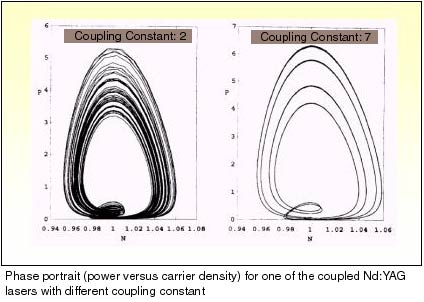 Coupling Constant: 2
Coupling Constant: 7
P
6
5
4
3
2
1
0
0.94 0.96 0.98 1 1.02 1.04 1.06 1.08
N
P
7
6
5
4
3
2
1
0
0.94 0.96 0.98 1 1.02 1.04 1.06
N
Phase portrait (power versus carrier density) for one of the coupled Nd:YAG
lasers with different coupling constant